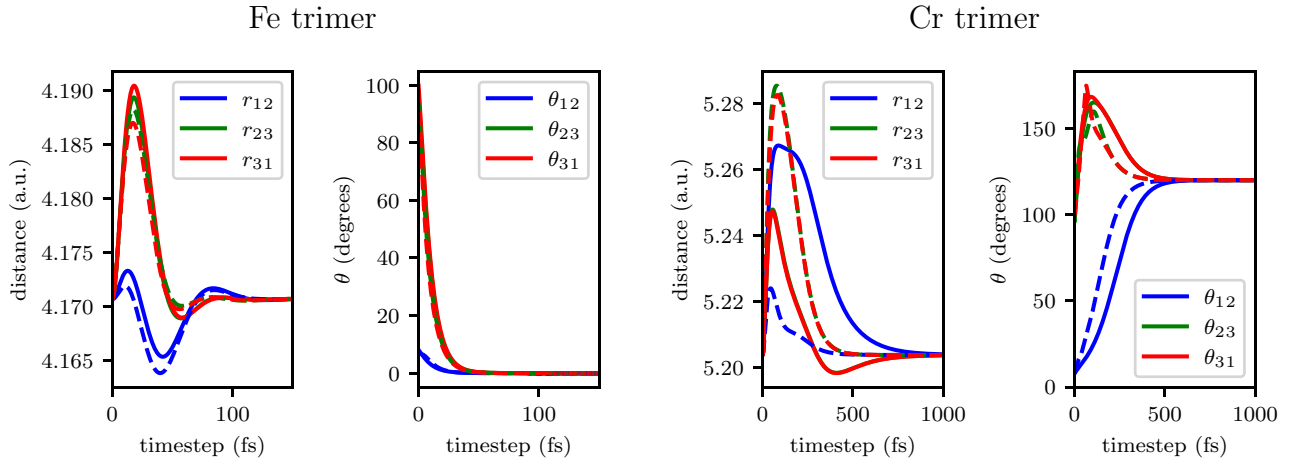 Fe trimer
Cr trimer
distance (a.u.)
4.190
4.185
4.180
4.175
4.170
4.165
0
100
timestep (fs)
r12
r23
r31
θ (degrees)
100
80
60
40
20
0
0
100
timestep (fs)
θ12
θ23
θ31
distance (a.u.)
5.28
5.26
5.24
5.22
5.20
0
500
1000
timestep (fs)
r12
r23
r31
θ (degrees)
150
100
50
0
0
500
1000
timestep (fs)
θ12
θ23
θ31